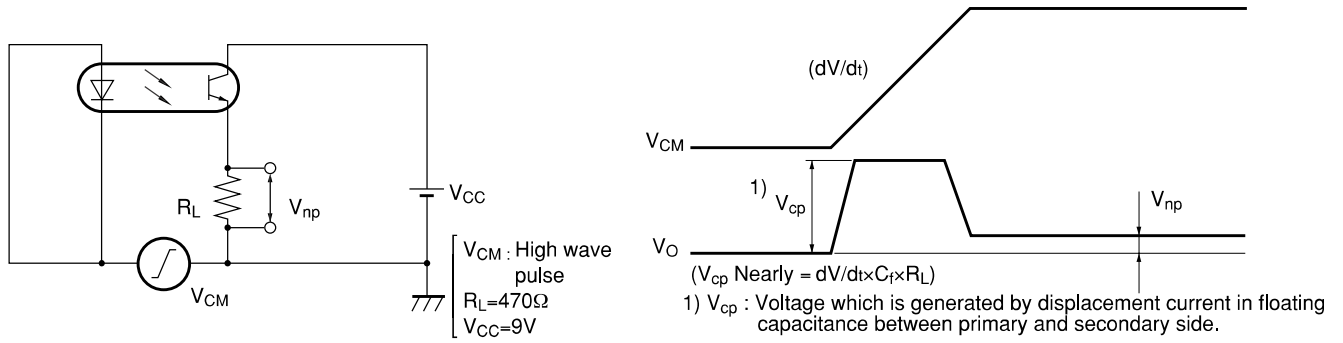 R_L
V_np
V_CC
V_CM
V_CM : High wave
pulse
R_L=470Ω
V_CC=9V
(dV/dt)
V_CM
1)
V_cp
V_np
V_O
(V_cp Nearly = dV/dt×C_f×R_L)
1) V_cp : Voltage which is generated by displacement current in floating
capacitance between primary and secondary side.